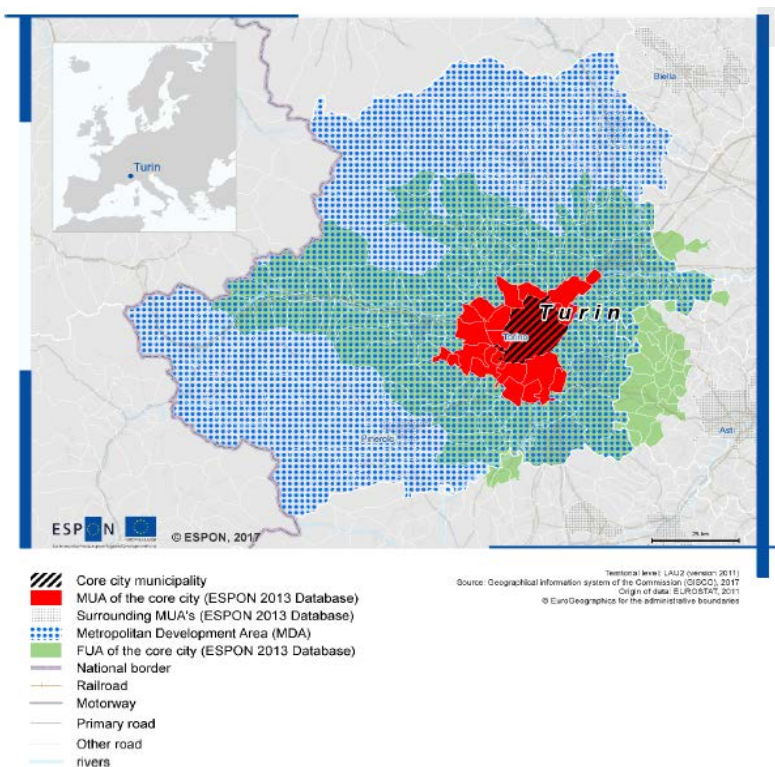 Biella
Turin
Turin
Torino
Asti
Pinerolo
ESPON
© ESPON, 2017
25 km
Core city municipality
MUA of the core city (ESPON 2013 Database)
Surrounding MUA's (ESPON 2013 Database)
Metropolitan Development Area (MDA)
FUA of the core city (ESPON 2013 Database)
National border
Railroad
Motorway
Primary road
Other road
rivers
Territorial level: LAU2 (version 2011)
Source: Geographical information system of the Commission (GISCO), 2017
Origin of data: EUROSTAT, 2011
© EuroGeographics for the administrative boundaries